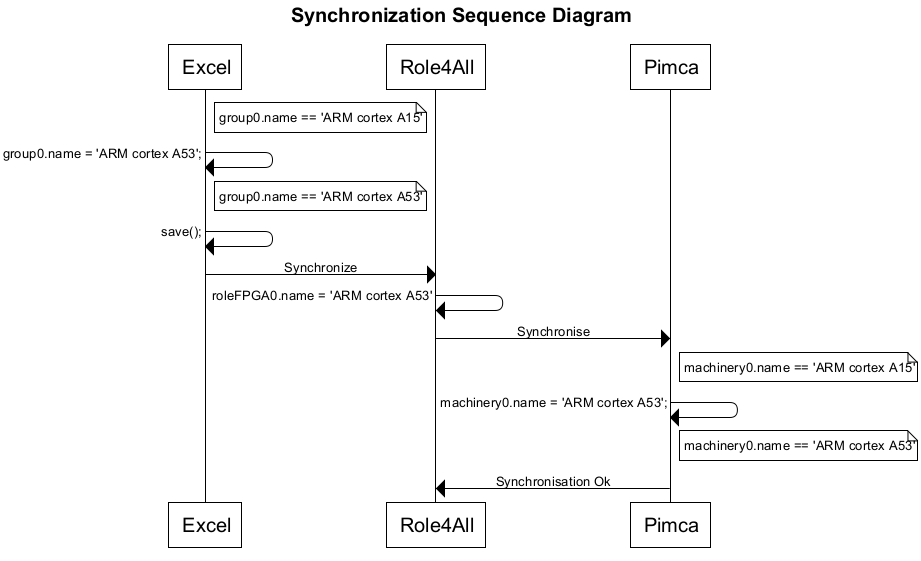 Synchronization Sequence Diagram
Excel
Role4All
Pimca
group0.name == 'ARM cortex A15'
group0.name = 'ARM cortex A53';
group0.name == 'ARM cortex A53'
save();
Synchronize
roleFPGA0.name = 'ARM cortex A53'
Synchronise
machinery0.name == 'ARM cortex A15'
machinery0.name = 'ARM cortex A53';
machinery0.name == 'ARM cortex A53'
Synchronisation Ok
Excel
Role4All
Pimca